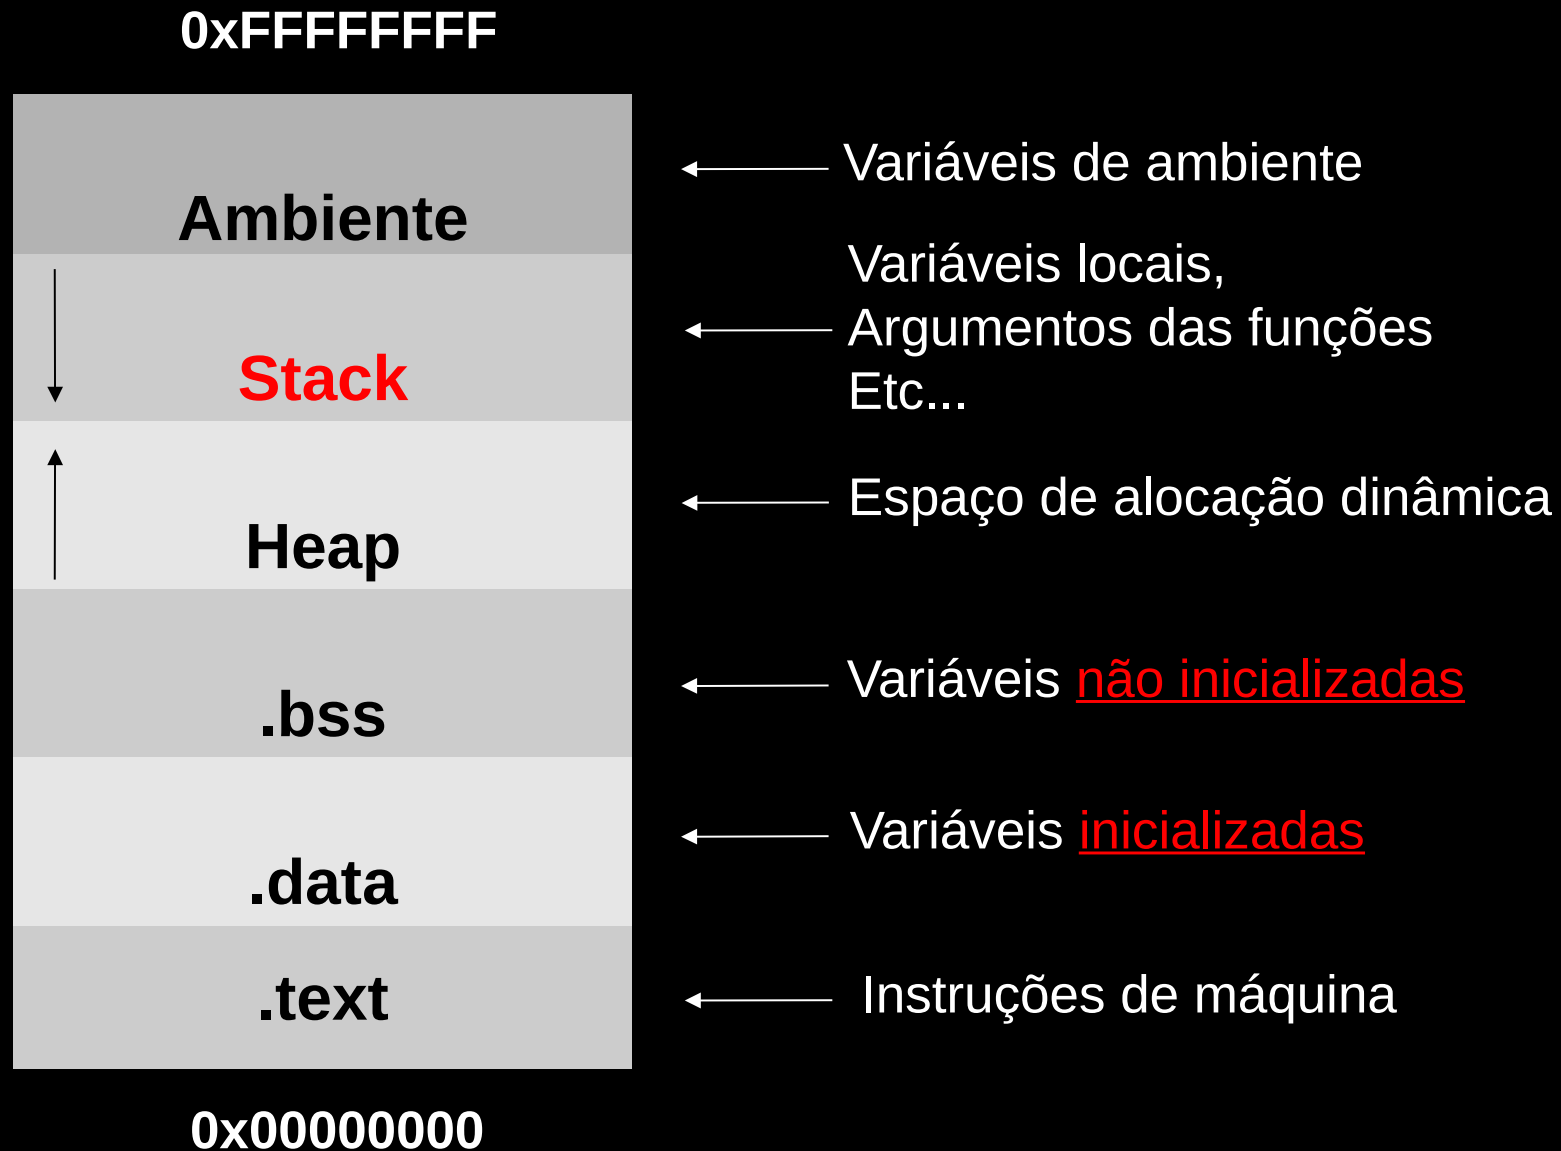 0xFFFFFFFF
Ambiente
Variáveis de ambiente
Stack
Variáveis locais,
Argumentos das funções
Etc...
Heap
Espaço de alocação dinâmica
.bss
Variáveis não inicializadas
.data
Variáveis inicializadas
.text
Instruções de máquina
0x00000000